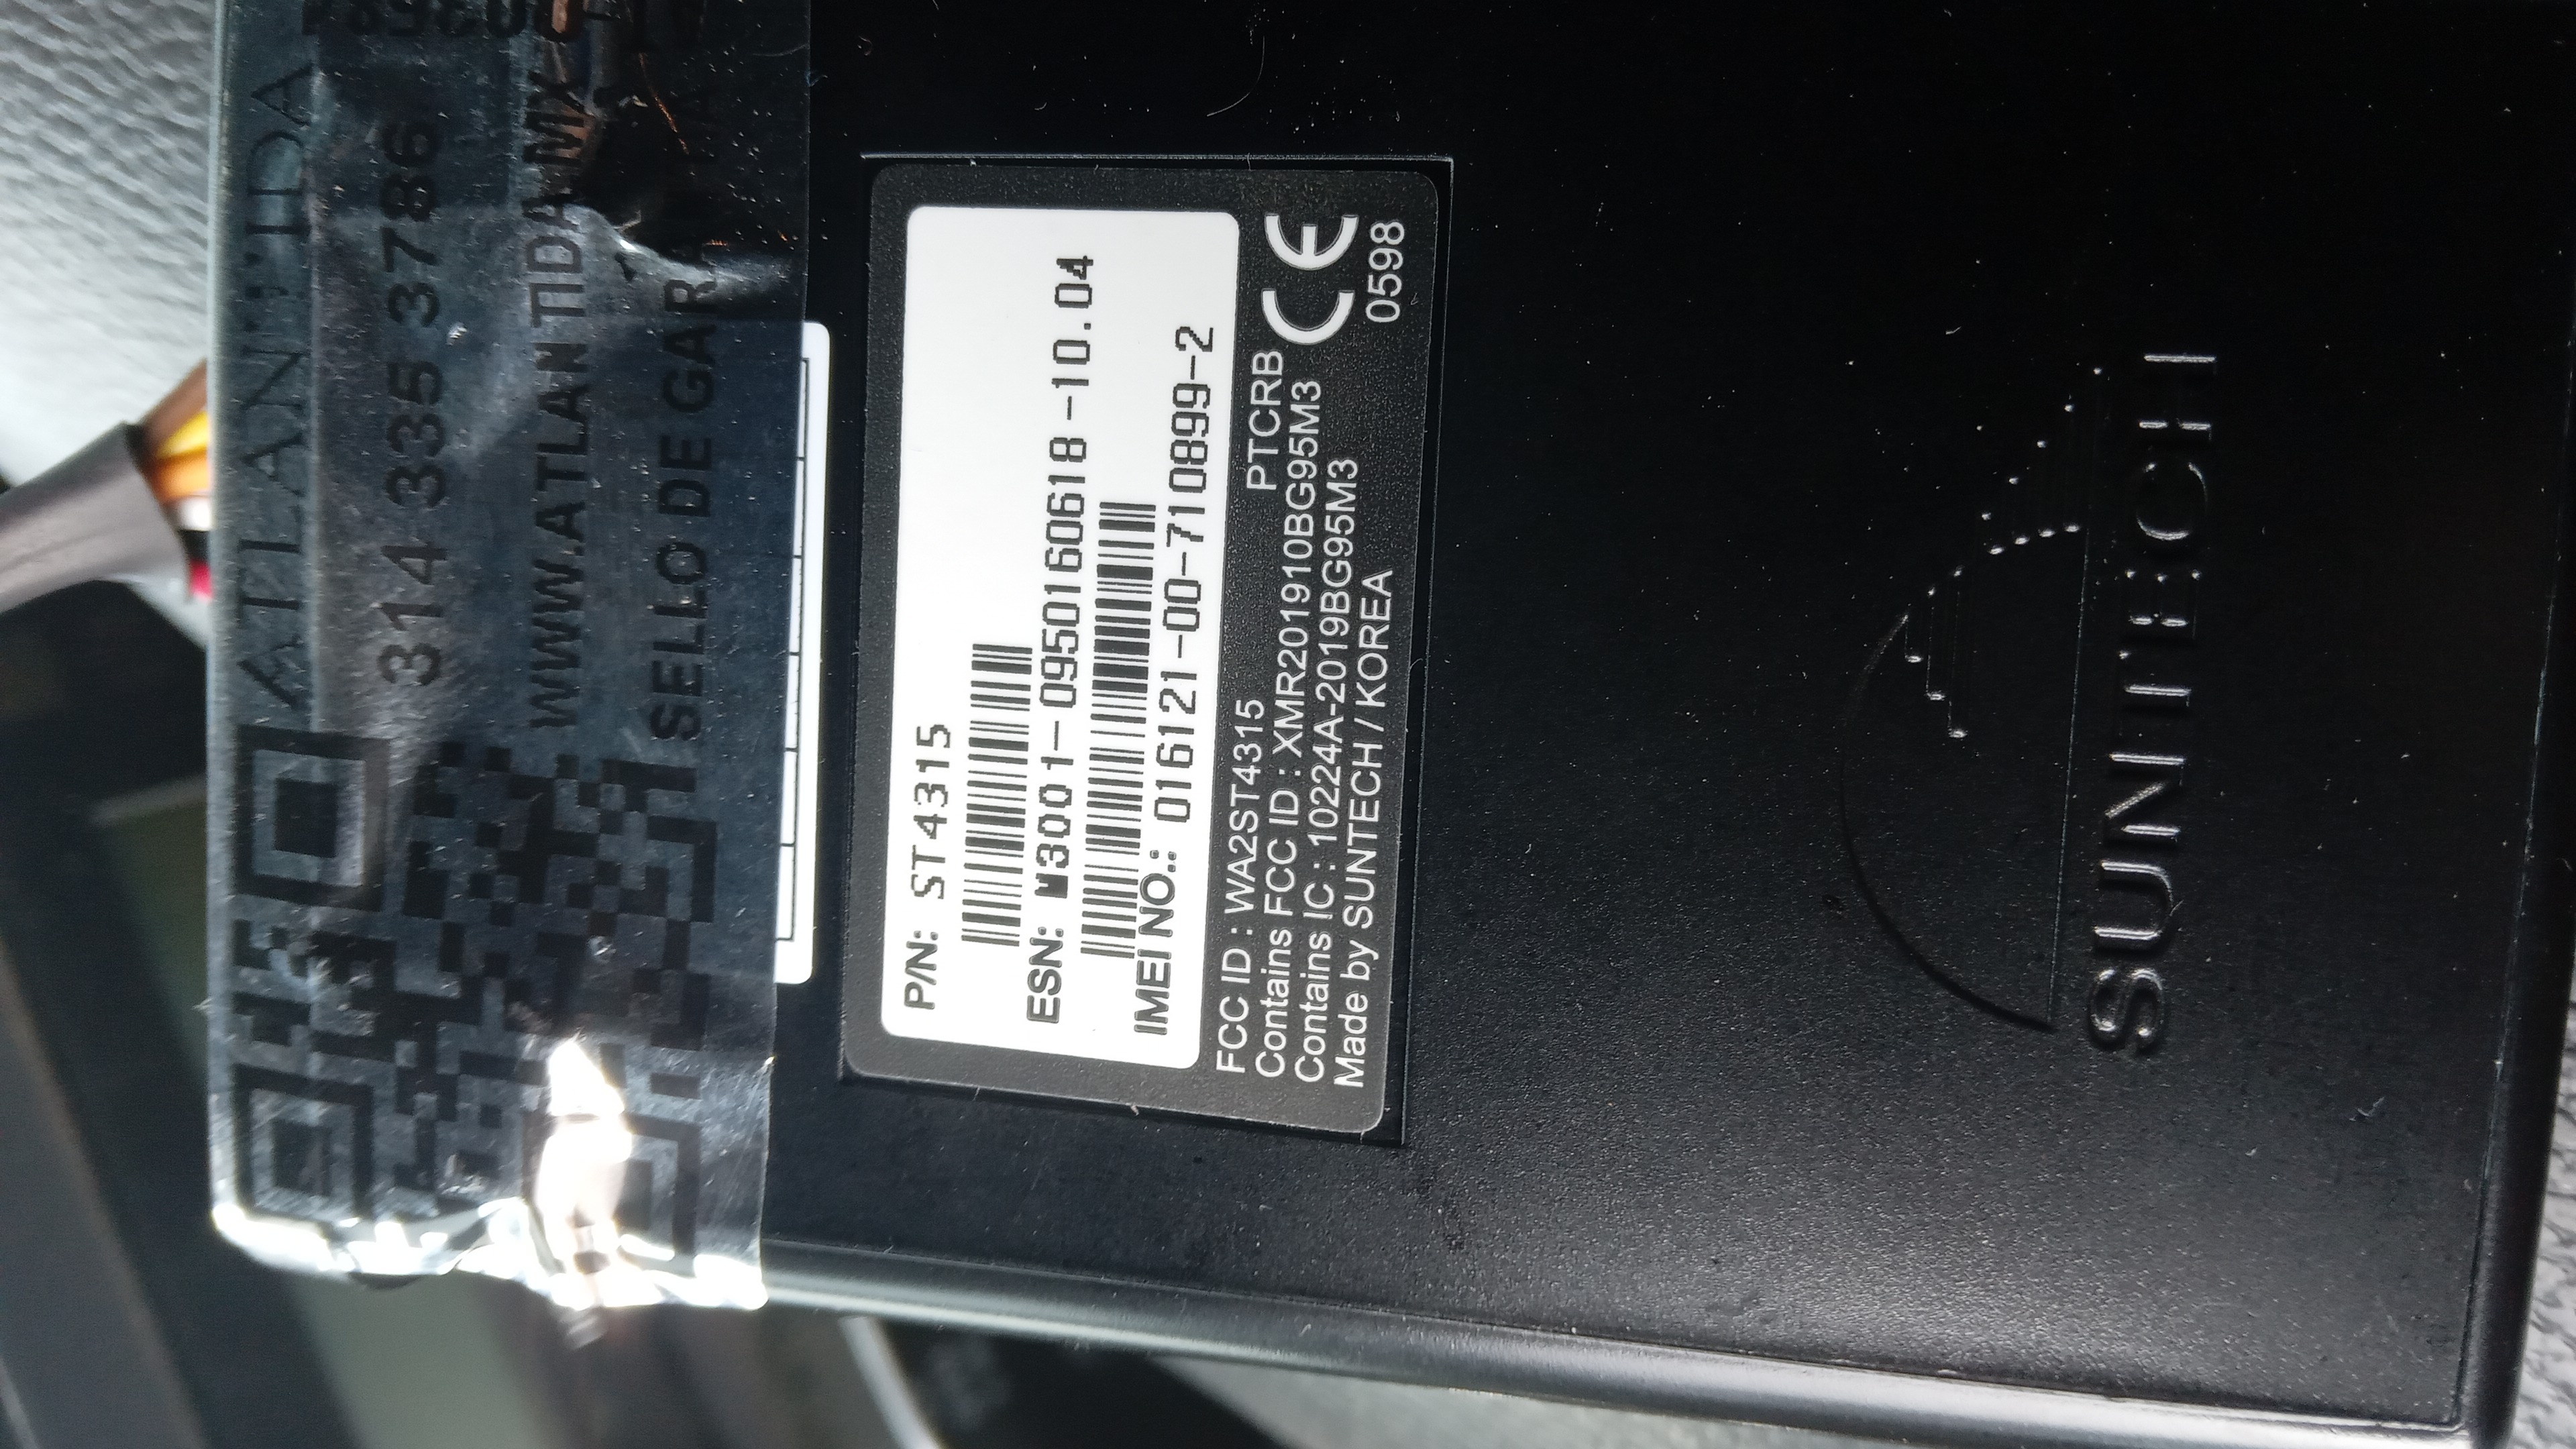 ATLANTIDA
314 335 3786
WWW.ATLANTIDA.MX
SELLO DE GARANTIA
P/N: ST4315
ESN: M3001-0950160618-10.04
IMEI NO.: 016121-00-710899-2
FCC ID : WA2ST4315 PTCRB
Contains FCC ID : XMR201910BG95M3
Contains IC : 10224A-2019BG95M3
Made by SUNTECH / KOREA
CE 0598
SUNTECH